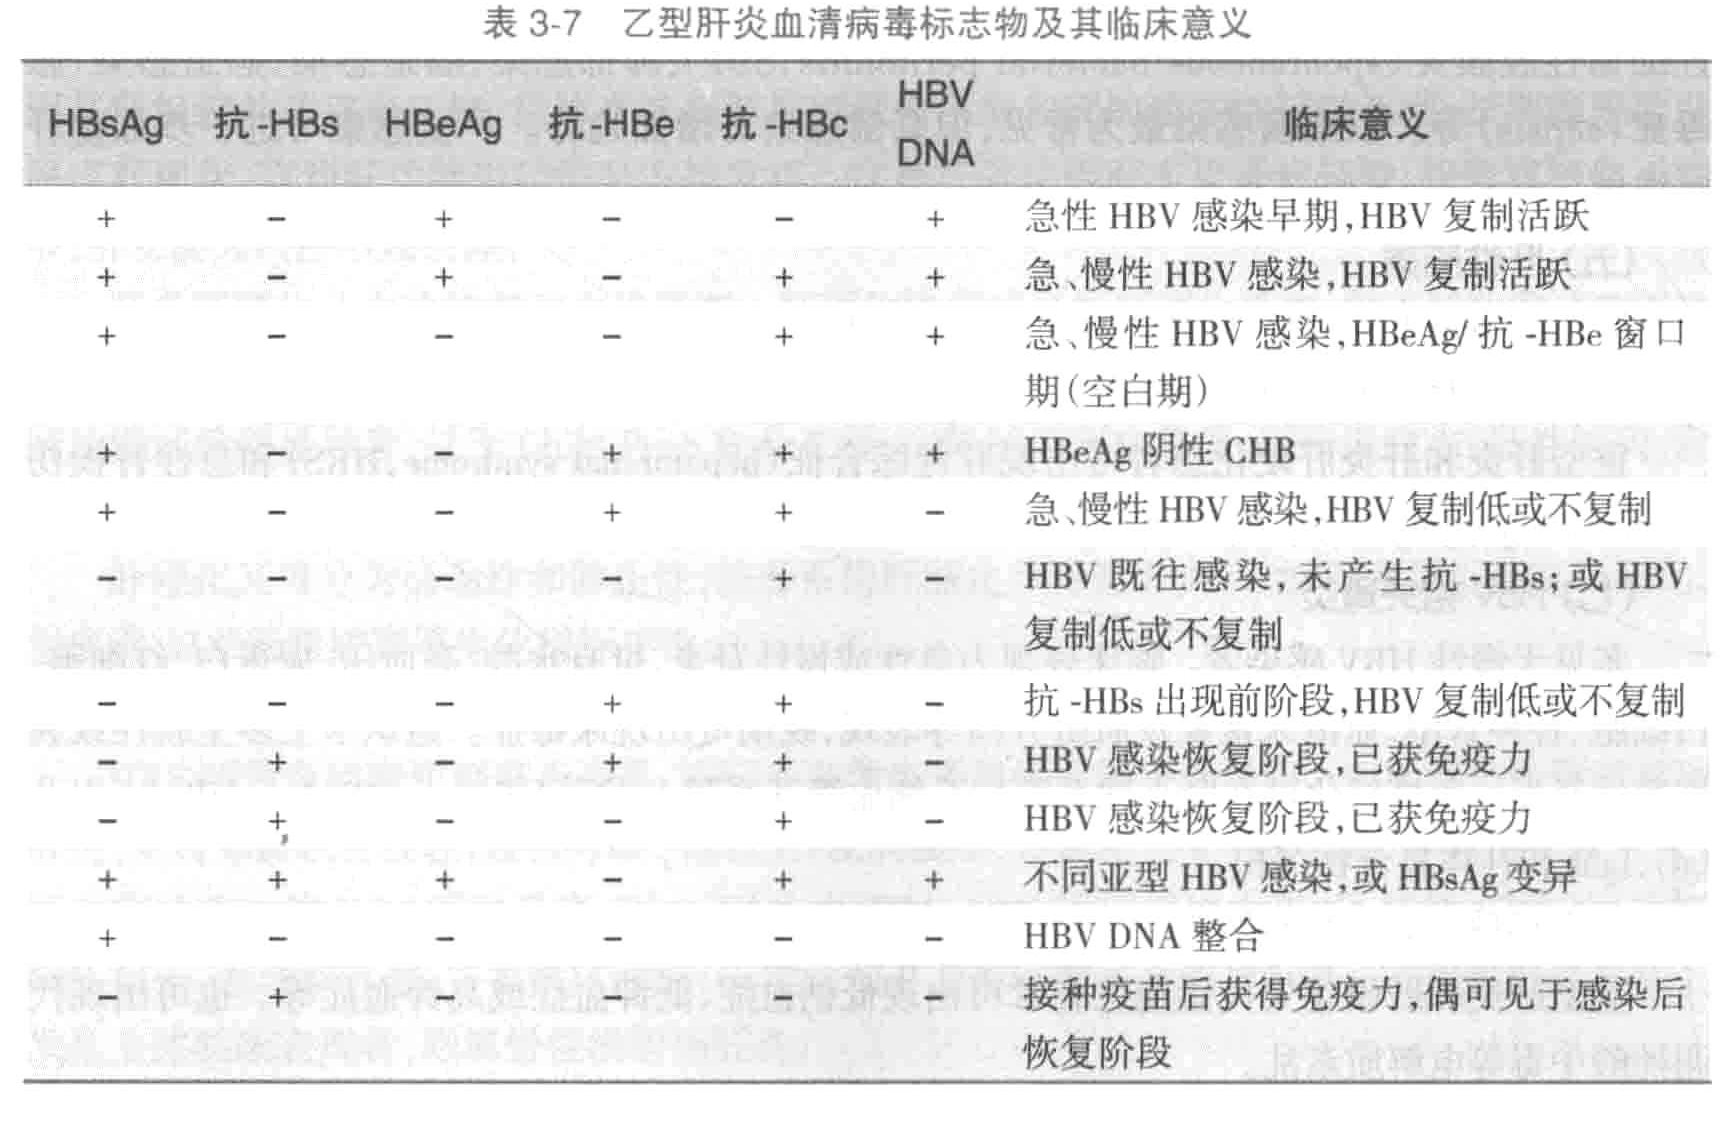 表 3-7 乙型肝炎血清病毒标志物及其临床意义
HBsAg 抗-HBs HBeAg 抗-HBe 抗-HBc HBV DNA 临床意义
+ − + − − + 急性 HBV 感染早期,HBV 复制活跃
+ − + − + + 急、慢性 HBV 感染,HBV 复制活跃
+ − − − + + 急、慢性 HBV 感染,HBeAg/ 抗-HBe 窗口
期(空白期)
+ − − + + + HBeAg 阴性 CHB
+ − − + + − 急、慢性 HBV 感染,HBV 复制低或不复制
− − − − + − HBV 既往感染,未产生抗-HBs;或 HBV
复制低或不复制
− − − + + − 抗-HBs 出现前阶段,HBV 复制低或不复制
− + − + + − HBV 感染恢复阶段,已获免疫力
− + − − + − HBV 感染恢复阶段,已获免疫力
+ + + − + + 不同亚型 HBV 感染,或 HBsAg 变异
+ − − − − − HBV DNA 整合
− + − − − − 接种疫苗后获得免疫力,偶可见于感染后
恢复阶段